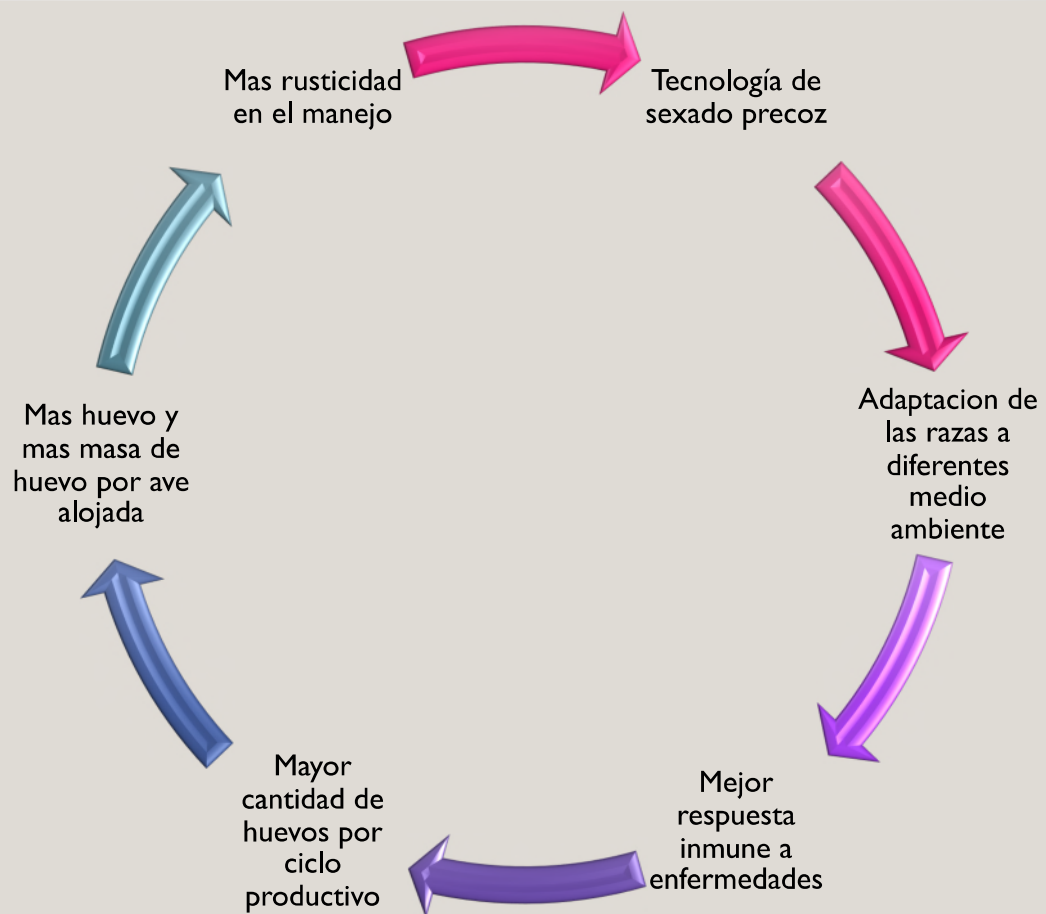 Mas rusticidad
en el manejo
Tecnología de
sexado precoz
Adaptacion de
las razas a
diferentes
medio
ambiente
Mejor
respuesta
inmune a
enfermedades
Mayor
cantidad de
huevos por
ciclo
productivo
Mas huevo y
mas masa de
huevo por ave
alojada